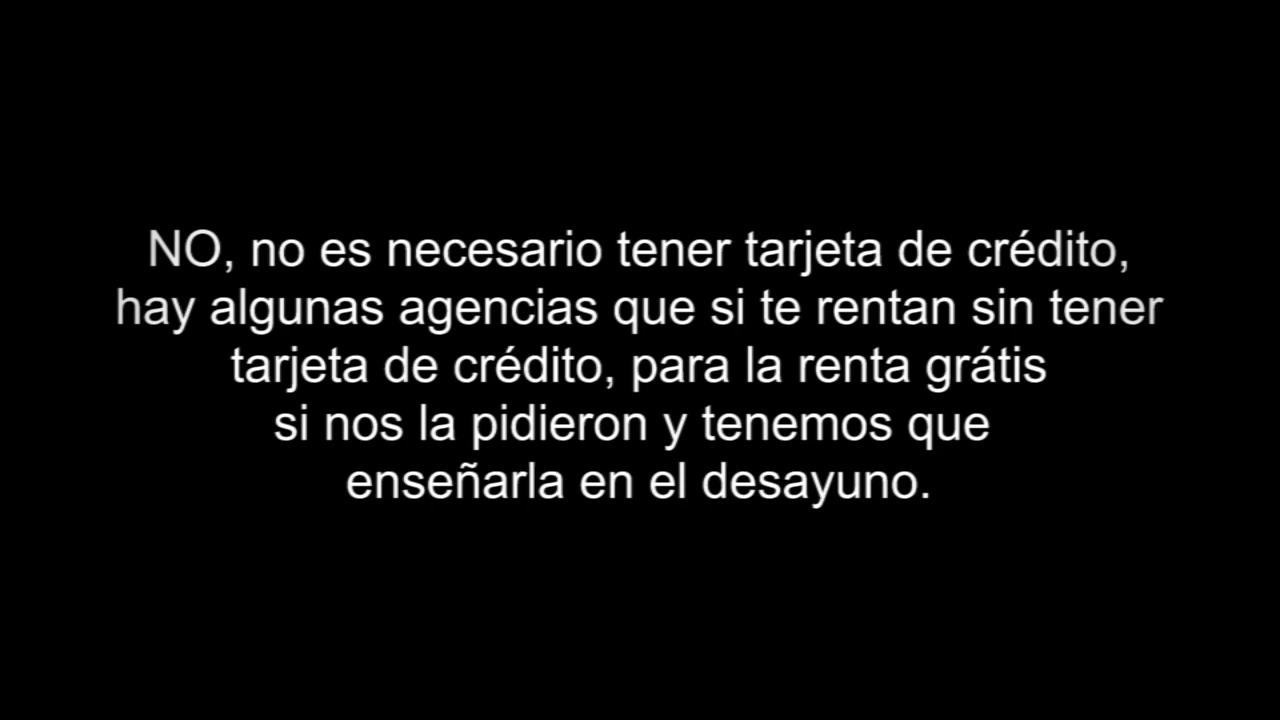 NO, no es necesario tener tarjeta de crédito,
hay algunas agencias que si te rentan sin tener
tarjeta de crédito, para la renta grátis
si nos la pidieron y tenemos que
enseñarla en el desayuno.